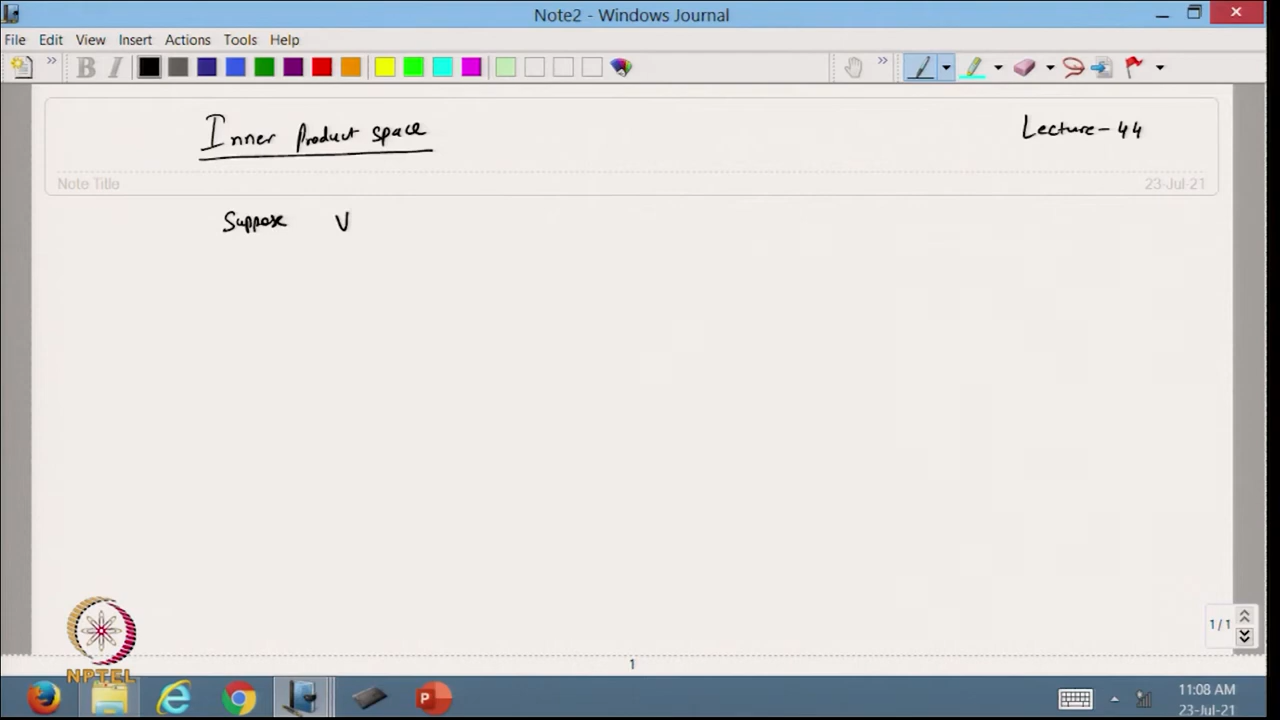 Note2 - Windows Journal
File Edit View Insert Actions Tools Help
B I
Inner Product space
Lecture-44
Note Title
23-Jul-21
Suppose V
1/1
1
NPTEL
11:08 AM
23-Jul-21